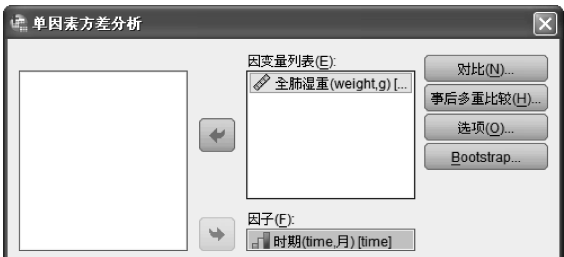 单因素方差分析
因变量列表(E):
全肺湿重(weight,g) [...
对比(N)...
事后多重比较(H)...
选项(O)...
Bootstrap...
因子(F):
时期(time,月) [time]